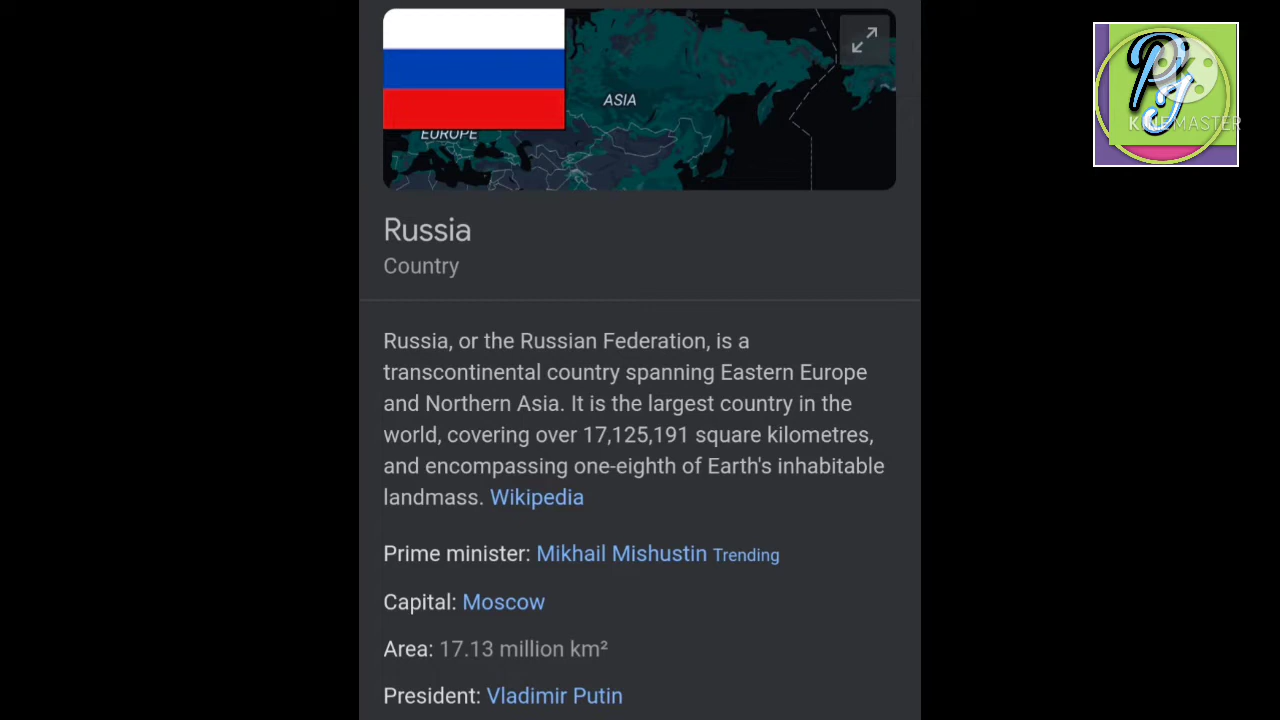 ASIA
EUROPE
Russia
Country
Russia, or the Russian Federation, is a
transcontinental country spanning Eastern Europe
and Northern Asia. It is the largest country in the
world, covering over 17,125,191 square kilometres,
and encompassing one-eighth of Earth's inhabitable
landmass. Wikipedia
Prime minister: Mikhail Mishustin Trending
Capital: Moscow
Area: 17.13 million km²
President: Vladimir Putin
KINEMASTER